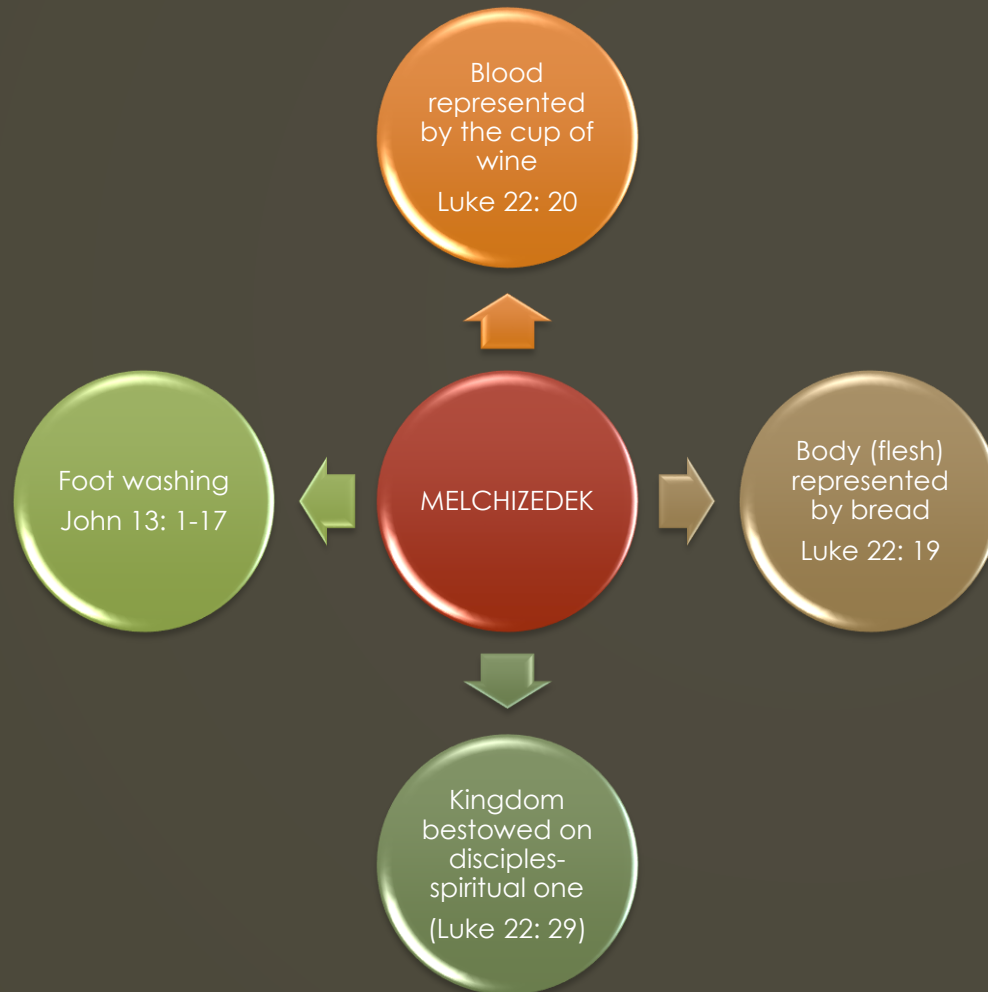 Blood
represented
by the cup of
wine
Luke 22: 20
Foot washing
John 13: 1-17
MELCHIZEDEK
Body (flesh)
represented
by bread
Luke 22: 19
Kingdom
bestowed on
disciples-
spiritual one
(Luke 22: 29)